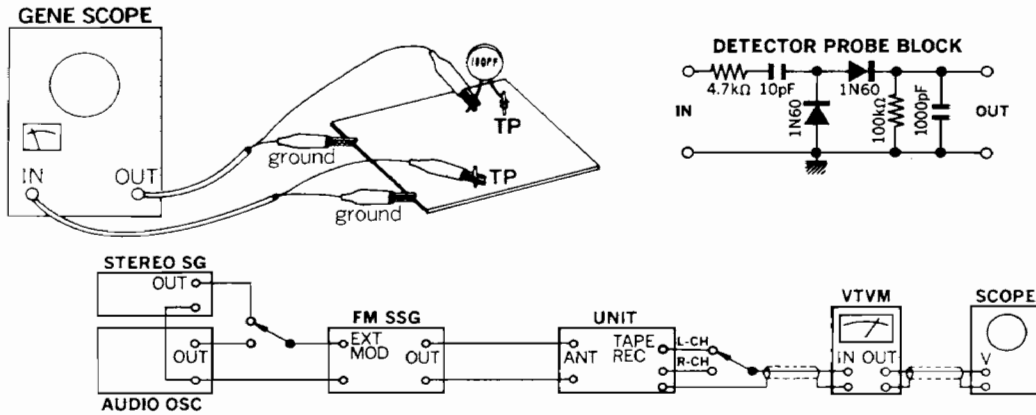 GENE SCOPE
IN
OUT
ground
ground
100PF
TP
TP
DETECTOR PROBE BLOCK
IN
4.7kΩ
10pF
1N60
1N60
100kΩ
1000pF
OUT
STEREO SG
OUT
AUDIO OSC
OUT
FM SSG
EXT
MOD
OUT
UNIT
ANT
TAPE
REC
L-CH
R-CH
VTVM
IN OUT
SCOPE
V